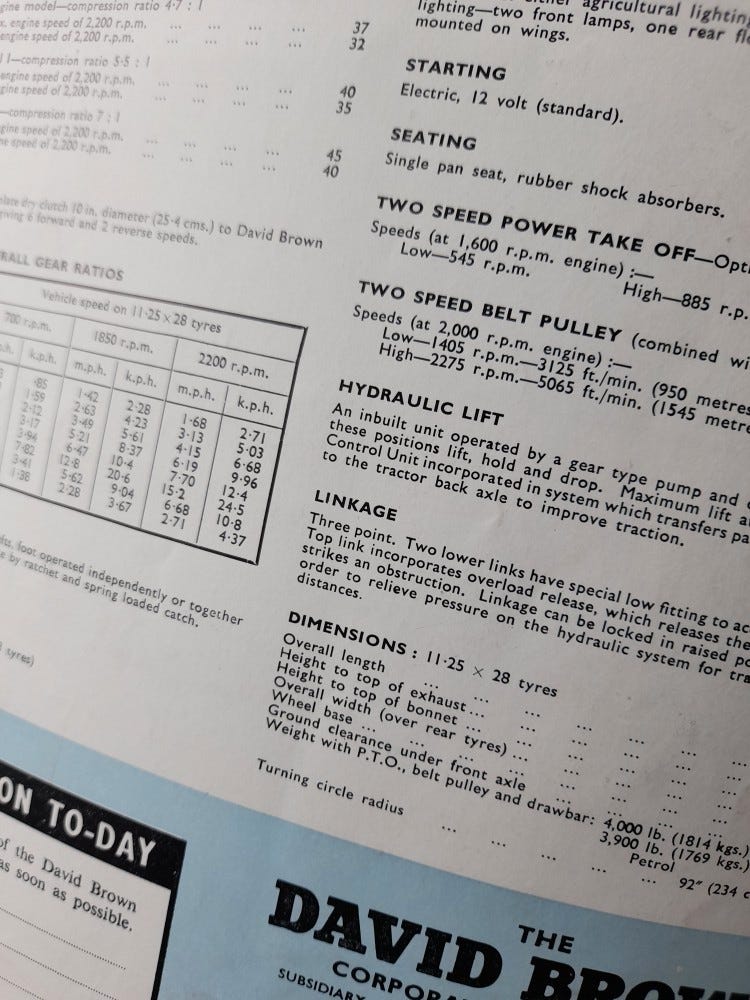 gine model—compression ratio 4·7 : 1
x. engine speed of 2,200 r.p.m. ... ... ... ... 37
engine speed of 2,200 r.p.m. ... ... ... ... 32
1—compression ratio 5·5 : 1
engine speed of 2,200 r.p.m. ... ... ... ... 40
gine speed of 2,200 r.p.m. ... ... ... ... 35
—compression ratio 7 : 1
gine speed of 2,200 r.p.m. ... ... ... 45
ne speed of 2,200 r.p.m. ... ... ... 40
plate dry clutch 10 in. diameter (25·4 cms.) to David Brown
giving 6 forward and 2 reverse speeds.
RALL GEAR RATIOS
Vehicle speed on 11·25 × 28 tyres
700 r.p.m. 1850 r.p.m. 2200 r.p.m.
p.h. k.p.h. m.p.h. k.p.h. m.p.h. k.p.h.
·85 1·42 2·28 1·68 2·71
1·59 2·63 4·23 3·13 5·03
2·12 3·49 5·61 4·15 6·68
3·17 5·21 8·37 6·19 9·96
3·94 6·47 10·4 7·70 12·4
7·82 12·8 20·6 15·2 24·5
3·41 5·62 9·04 6·68 10·8
1·38 2·28 3·67 2·71 4·37
foot operated independently or together
e by ratchet and spring loaded catch.
tyres)
agricultural lighting
lighting—two front lamps, one rear
mounted on wings.
STARTING
Electric, 12 volt (standard).
SEATING
Single pan seat, rubber shock absorbers.
TWO SPEED POWER TAKE OFF—Opti
Speeds (at 1,600 r.p.m. engine) :—
Low—545 r.p.m. High—885 r.p.
TWO SPEED BELT PULLEY (combined wi
Speeds (at 2,000 r.p.m. engine) :—
Low—1405 r.p.m.—3125 ft./min. (950 metres
High—2275 r.p.m.—5065 ft./min. (1545 metre
HYDRAULIC LIFT
An inbuilt unit operated by a gear type pump and
these positions lift, hold and drop. Maximum lift a
Control Unit incorporated in system which transfers pa
to the tractor back axle to improve traction.
LINKAGE
Three point. Two lower links have special low fitting to ac
Top link incorporates overload release, which releases the
strikes an obstruction. Linkage can be locked in raised po
order to relieve pressure on the hydraulic system for tra
distances.
DIMENSIONS : 11·25 × 28 tyres
Overall length ... ... ... ... ... ...
Height to top of exhaust ... ... ... ... ... ...
Height to top of bonnet ... ... ... ... ... ...
Overall width (over rear tyres) ... ... ... ... ...
Wheel base ... ... ... ... ... ...
Ground clearance under front axle ... ... ... ...
Weight with P.T.O., belt pulley and drawbar: 4,000 lb. (1814 kgs.)
3,900 lb. (1769 kgs.)
Petrol
Turning circle radius ... ... ... ... ... 92" (234 c
ON TO-DAY
of the David Brown
as soon as possible.
THE
DAVID BROW
CORPORA
SUBSIDIARY